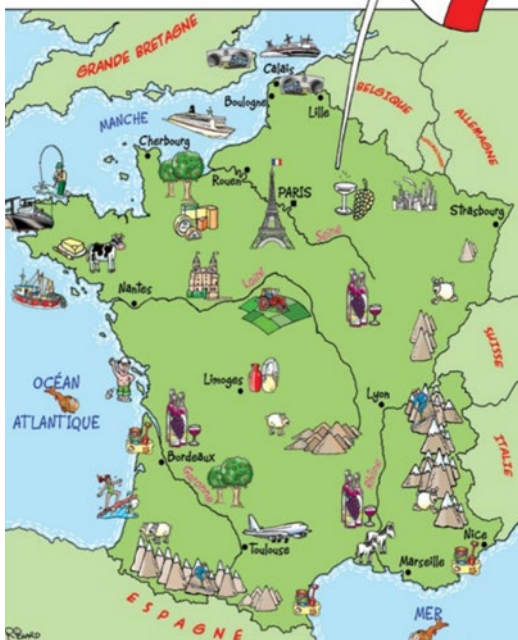 GRANDE BRETAGNE
Calais
Boulogne
Lille
BELGIQUE
ALLEMAGNE
MANCHE
Cherbourg
Rouen
PARIS
Seine
Strasbourg
Nantes
Loire
SUISSE
OCÉAN
ATLANTIQUE
Limoges
Lyon
ITALIE
Bordeaux
Garonne
Rhône
Toulouse
Marseille
Nice
ESPAGNE
MER